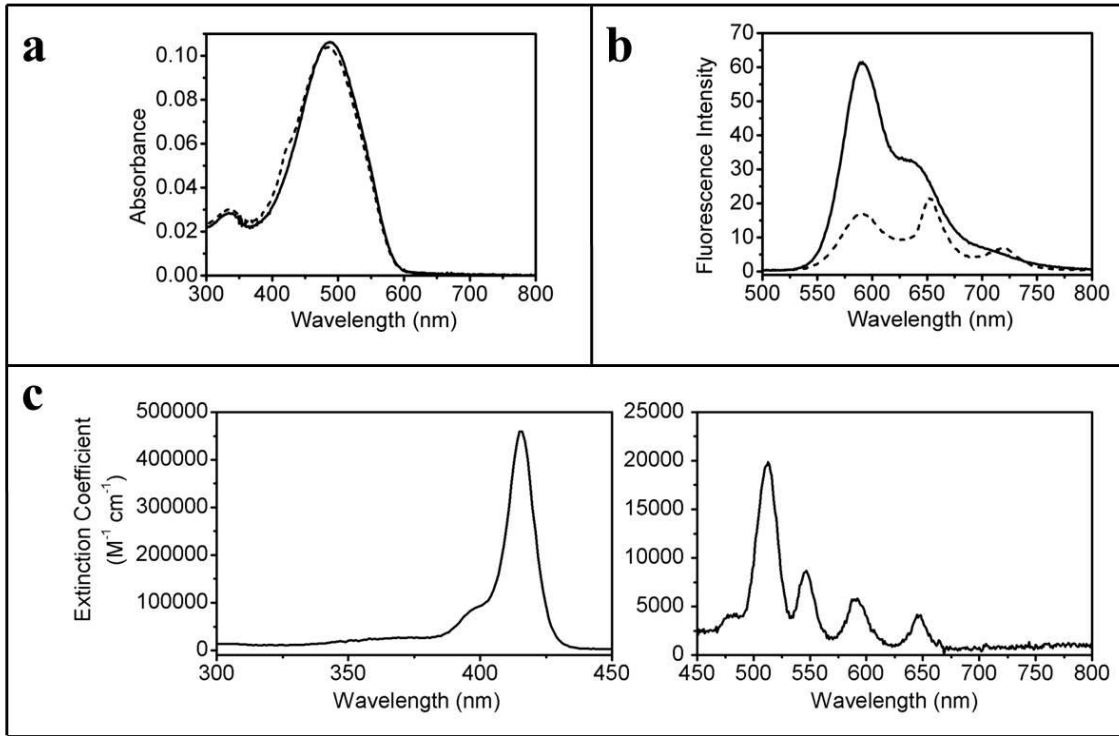 a
0.10
0.08
0.06
0.04
0.02
0.00
Absorbance
300 400 500 600 700 800
Wavelength (nm)
b
70
60
50
40
30
20
10
0
Fluorescence Intensity
500 550 600 650 700 750 800
Wavelength (nm)
c
500000
400000
300000
200000
100000
0
Extinction Coefficient
(M⁻¹ cm⁻¹)
300 350 400 450
Wavelength (nm)
25000
20000
15000
10000
5000
0
450 500 550 600 650 700 750 800
Wavelength (nm)